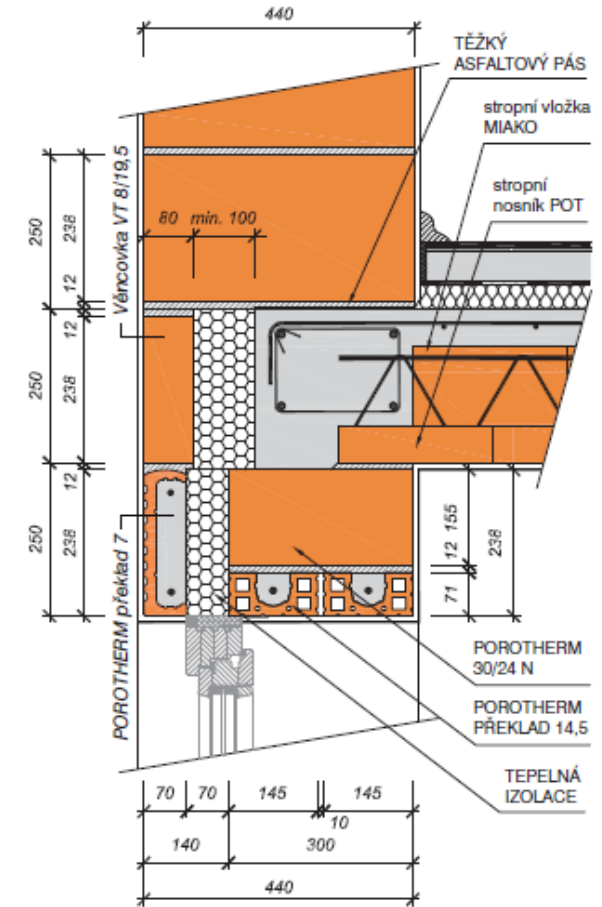 440
TĚŽKÝ
ASFALTOVÝ PÁS
stropní vložka
MIAKO
stropní
nosník POT
Věncovka VT 8/19,5
80 min. 100
250
238
12
250
12
238
250
12
238
12 155
71
238
POROTHERM překlad 7
POROTHERM
30/24 N
POROTHERM
PŘEKLAD 14,5
TEPELNÁ
IZOLACE
70 70 145 145
10
140 300
440